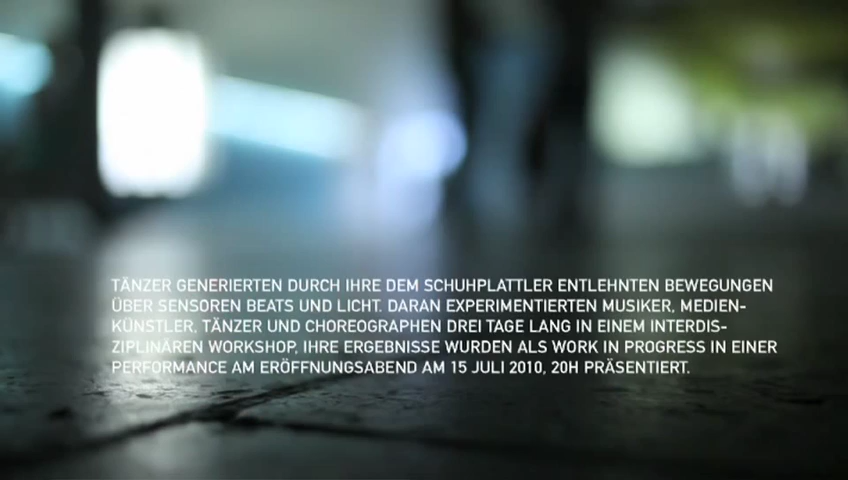 TÄNZER GENERIERTEN DURCH IHRE DEM SCHUHPLATTLER ENTLEHNTEN BEWEGUNGEN
ÜBER SENSOREN BEATS UND LICHT. DARAN EXPERIMENTIERTEN MUSIKER, MEDIEN-
KÜNSTLER, TÄNZER UND CHOREOGRAPHEN DREI TAGE LANG IN EINEM INTERDIS-
ZIPLINÄREN WORKSHOP, IHRE ERGEBNISSE WURDEN ALS WORK IN PROGRESS IN EINER
PERFORMANCE AM ERÖFFNUNGSABEND AM 15 JULI 2010, 20H PRÄSENTIERT.